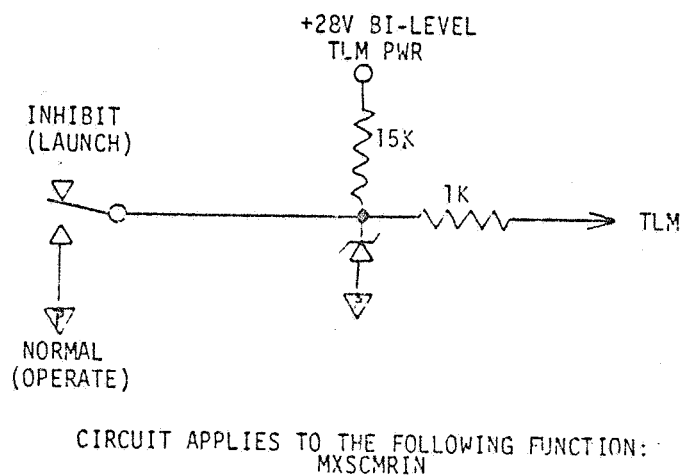 +28V BI-LEVEL
TLM PWR
INHIBIT
(LAUNCH)
15K
1K
TLM
P
S
NORMAL
(OPERATE)
CIRCUIT APPLIES TO THE FOLLOWING FUNCTION:
MXSCMRIN